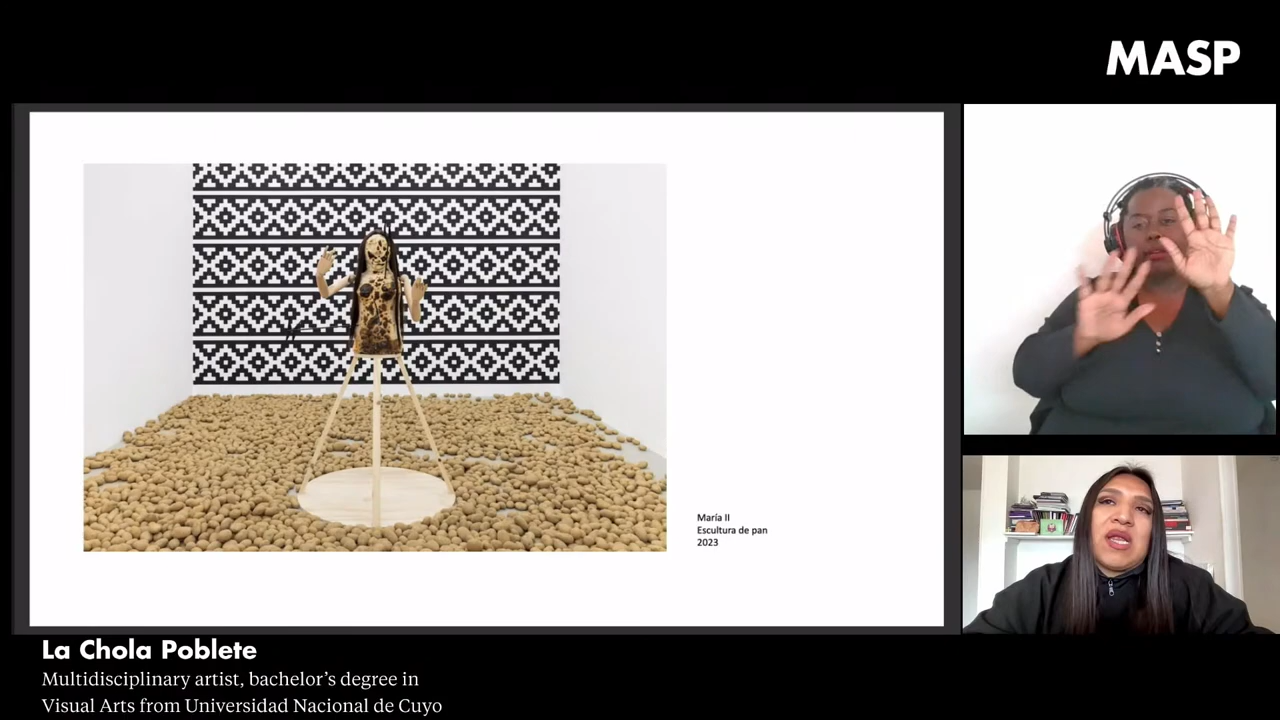 MASP
María II
Escultura de pan
2023
La Chola Poblete
Multidisciplinary artist, bachelor’s degree in
Visual Arts from Universidad Nacional de Cuyo